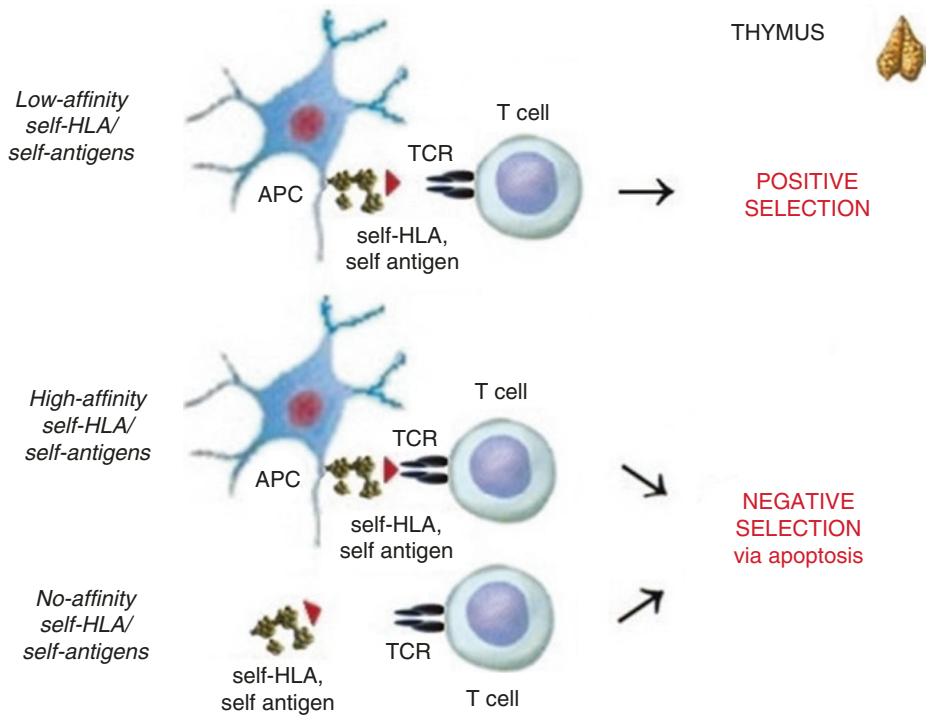 THYMUS
Low-affinity
self-HLA/
self-antigens
T cell
TCR
APC
self-HLA,
self antigen
POSITIVE
SELECTION
High-affinity
self-HLA/
self-antigens
T cell
TCR
APC
self-HLA,
self antigen
NEGATIVE
SELECTION
via apoptosis
No-affinity
self-HLA/
self-antigens
TCR
self-HLA,
self antigen
T cell